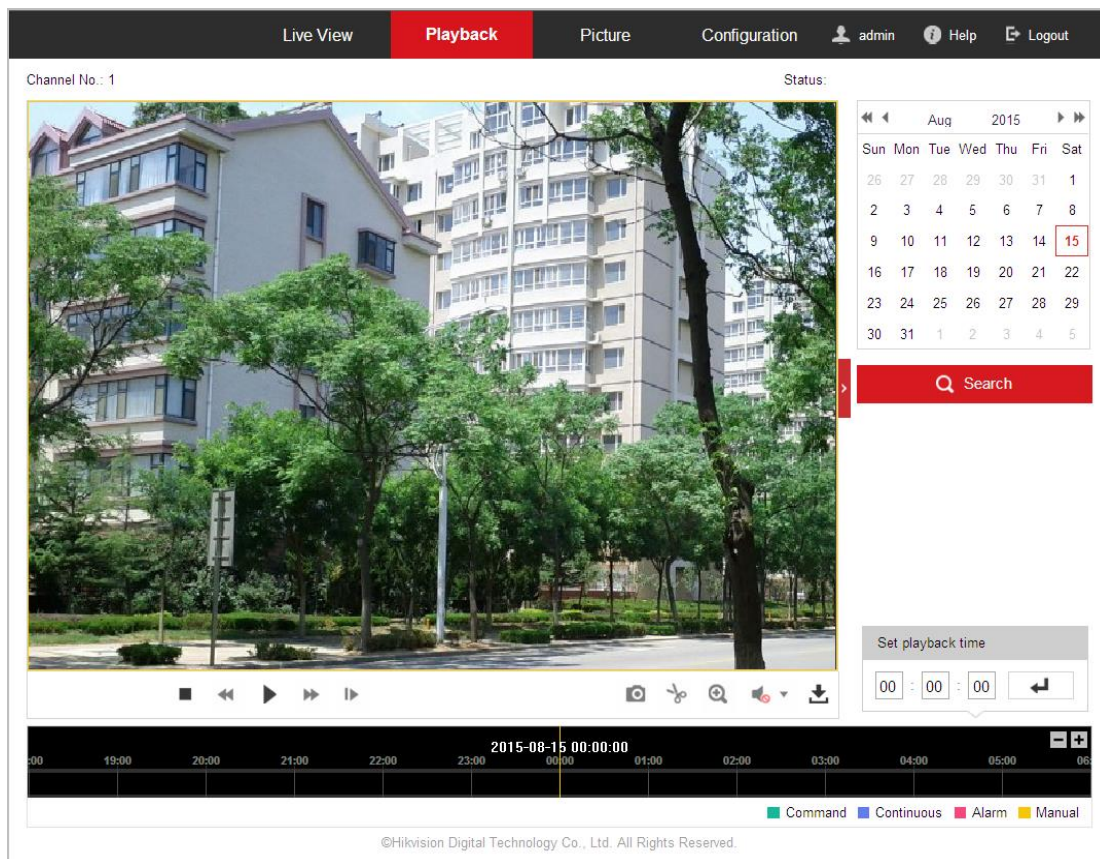 Live View Playback Picture Configuration admin Help Logout
Channel No.: 1 Status:
Aug 2015
Sun Mon Tue Wed Thu Fri Sat
26 27 28 29 30 31 1
2 3 4 5 6 7 8
9 10 11 12 13 14 15
16 17 18 19 20 21 22
23 24 25 26 27 28 29
30 31 1 2 3 4 5
Search
Set playback time
00 : 00 : 00
2015-08-15 00:00:00
:00 19:00 20:00 21:00 22:00 23:00 00:00 01:00 02:00 03:00 04:00 05:00 06:
Command Continuous Alarm Manual
©Hikvision Digital Technology Co., Ltd. All Rights Reserved.